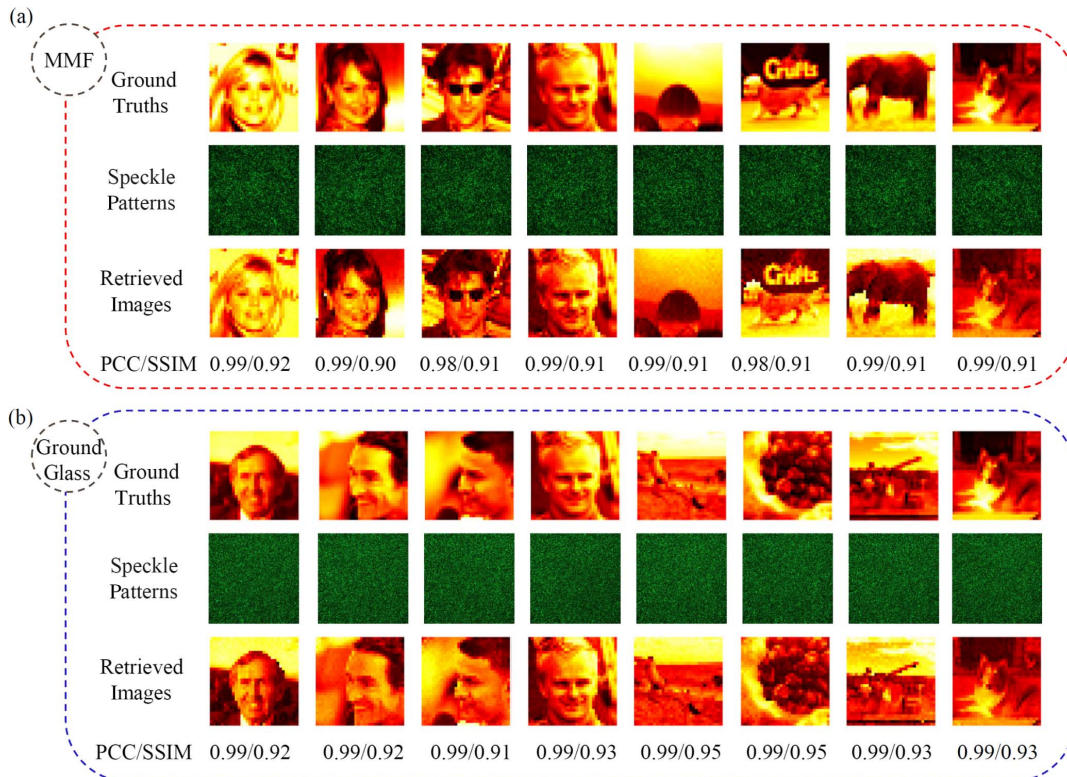 (a)
MMF
Ground
Truths
Crufts
Speckle
Patterns
Retrieved
Images
Crufts
PCC/SSIM 0.99/0.92 0.99/0.90 0.98/0.91 0.99/0.91 0.99/0.91 0.98/0.91 0.99/0.91 0.99/0.91
(b)
Ground
Glass
Ground
Truths
Speckle
Patterns
Retrieved
Images
PCC/SSIM 0.99/0.92 0.99/0.92 0.99/0.91 0.99/0.93 0.99/0.95 0.99/0.95 0.99/0.93 0.99/0.93